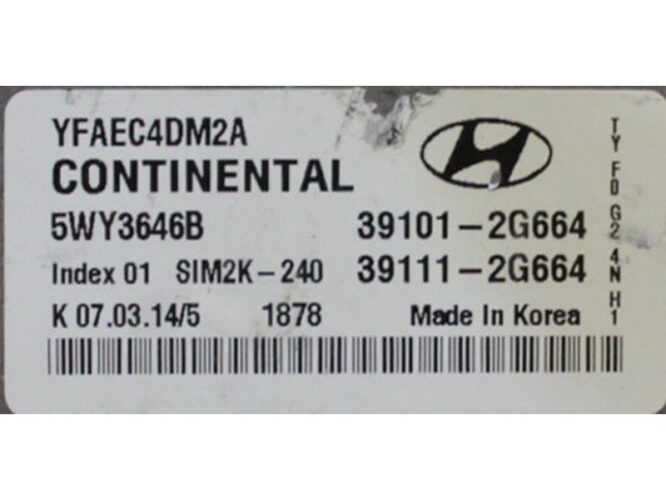 YFAEC4DM2A
CONTINENTAL
5WY3646B 39101-2G664
Index 01 SIM2K-240 39111-2G664
K 07.03.14/5 1878 Made In Korea
TY F0 G2 4N H1